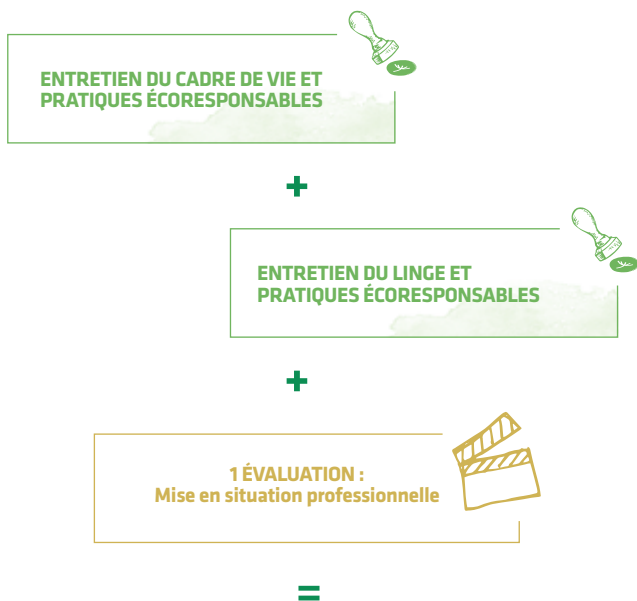 ENTRETIEN DU CADRE DE VIE ET
PRATIQUES ÉCORESPONSABLES
+
ENTRETIEN DU LINGE ET
PRATIQUES ÉCORESPONSABLES
+
1 ÉVALUATION :
Mise en situation professionnelle
=